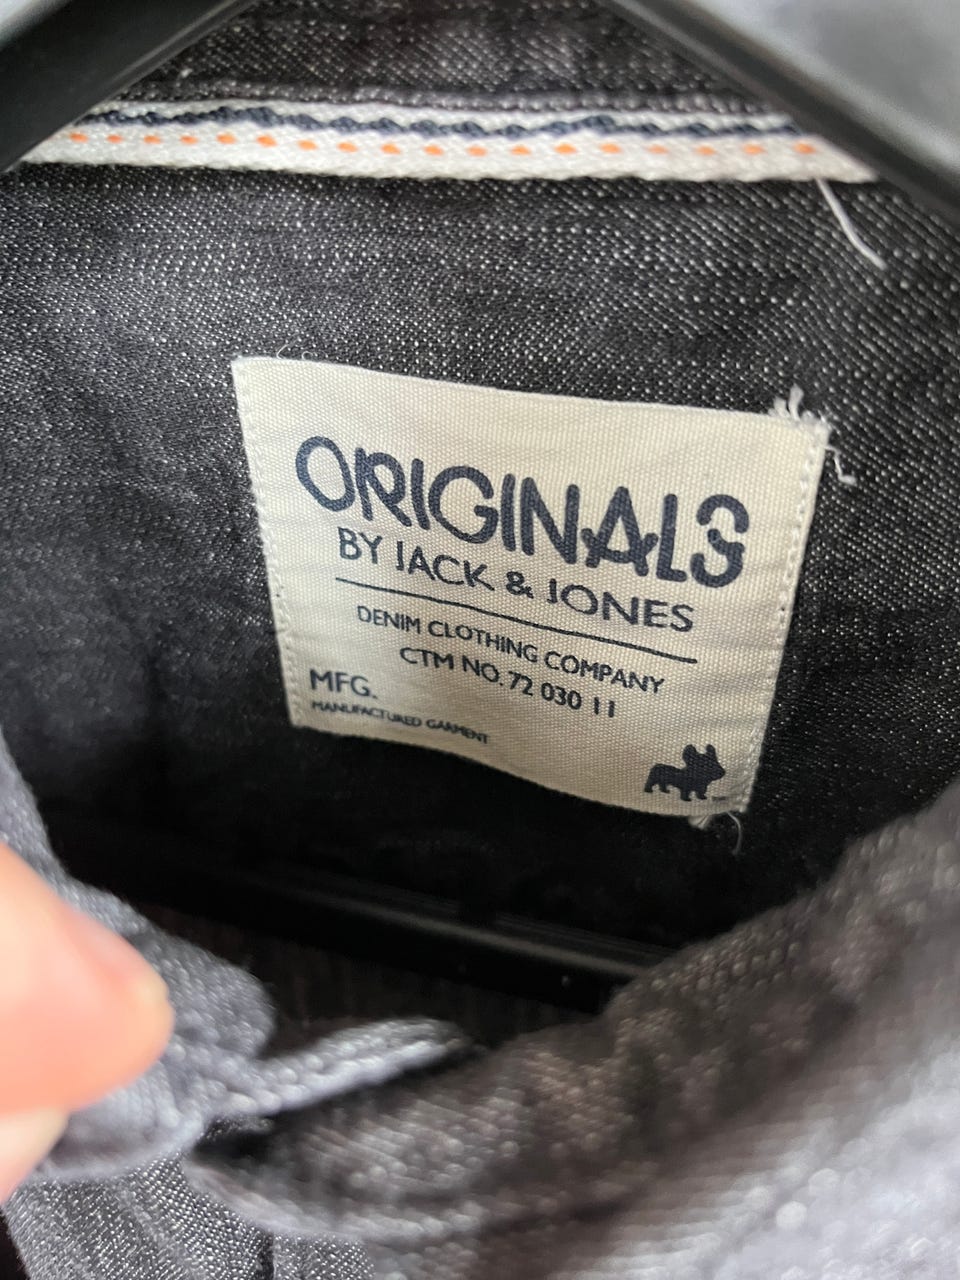 ORIGINALS
BY JACK & JONES
DENIM CLOTHING COMPANY
CTM NO. 72 030 11
MFG.
MANUFACTURED GARMENT